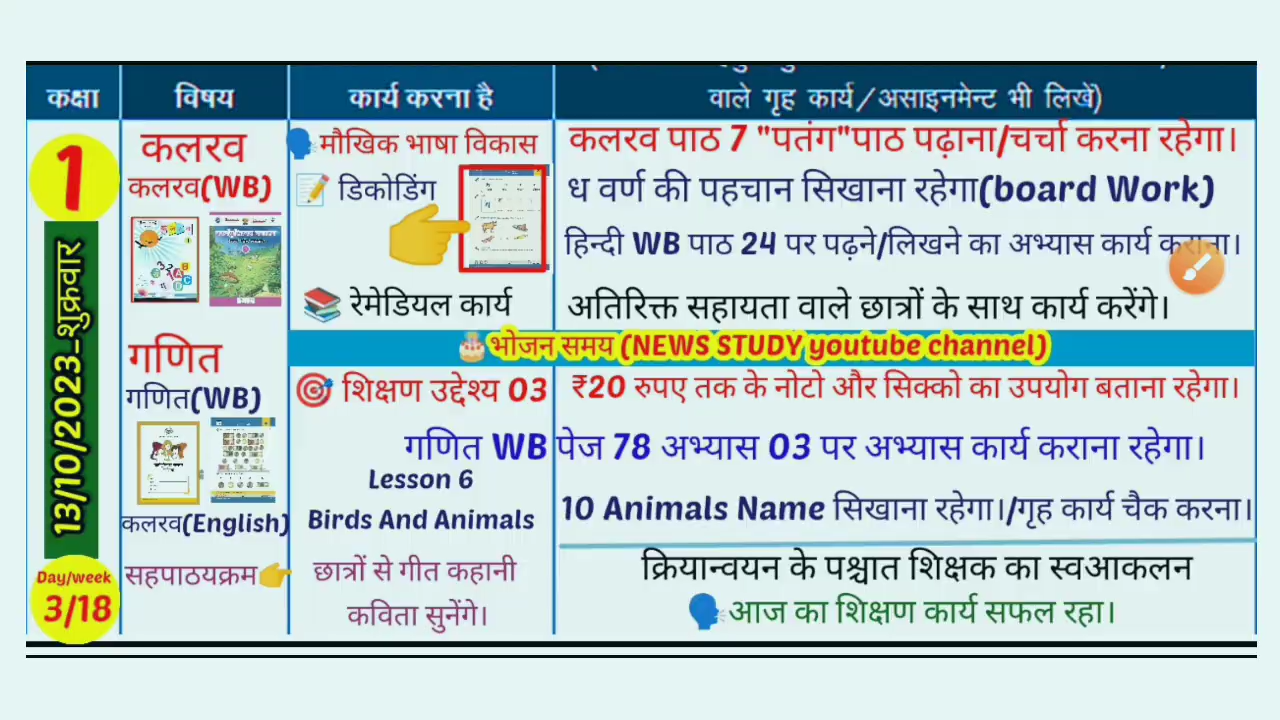 कक्षा विषय कार्य करना है वाले गृह कार्य/असाइनमेन्ट भी लिखें)
1
13/10/2023_शुक्रवार
Day/week
3/18
कलरव
कलरव(WB)
🗣️मौखिक भाषा विकास
कलरव पाठ 7 "पतंग"पाठ पढ़ाना/चर्चा करना रहेगा।
📝 डिकोडिंग
ध वर्ण की पहचान सिखाना रहेगा(board Work)
हिन्दी WB पाठ 24 पर पढ़ने/लिखने का अभ्यास कार्य कराना।
📚 रेमेडियल कार्य
अतिरिक्त सहायता वाले छात्रों के साथ कार्य करेंगे।
🎂भोजन समय (NEWS STUDY youtube channel)
गणित
गणित(WB)
🎯 शिक्षण उद्देश्य 03
₹20 रुपए तक के नोटो और सिक्को का उपयोग बताना रहेगा।
गणित WB पेज 78 अभ्यास 03 पर अभ्यास कार्य कराना रहेगा।
कलरव(English)
Lesson 6
Birds And Animals
10 Animals Name सिखाना रहेगा।/गृह कार्य चैक करना।
सहपाठयक्रम👉
छात्रों से गीत कहानी
कविता सुनेंगे।
क्रियान्वयन के पश्चात शिक्षक का स्वआकलन
🗣️आज का शिक्षण कार्य सफल रहा।